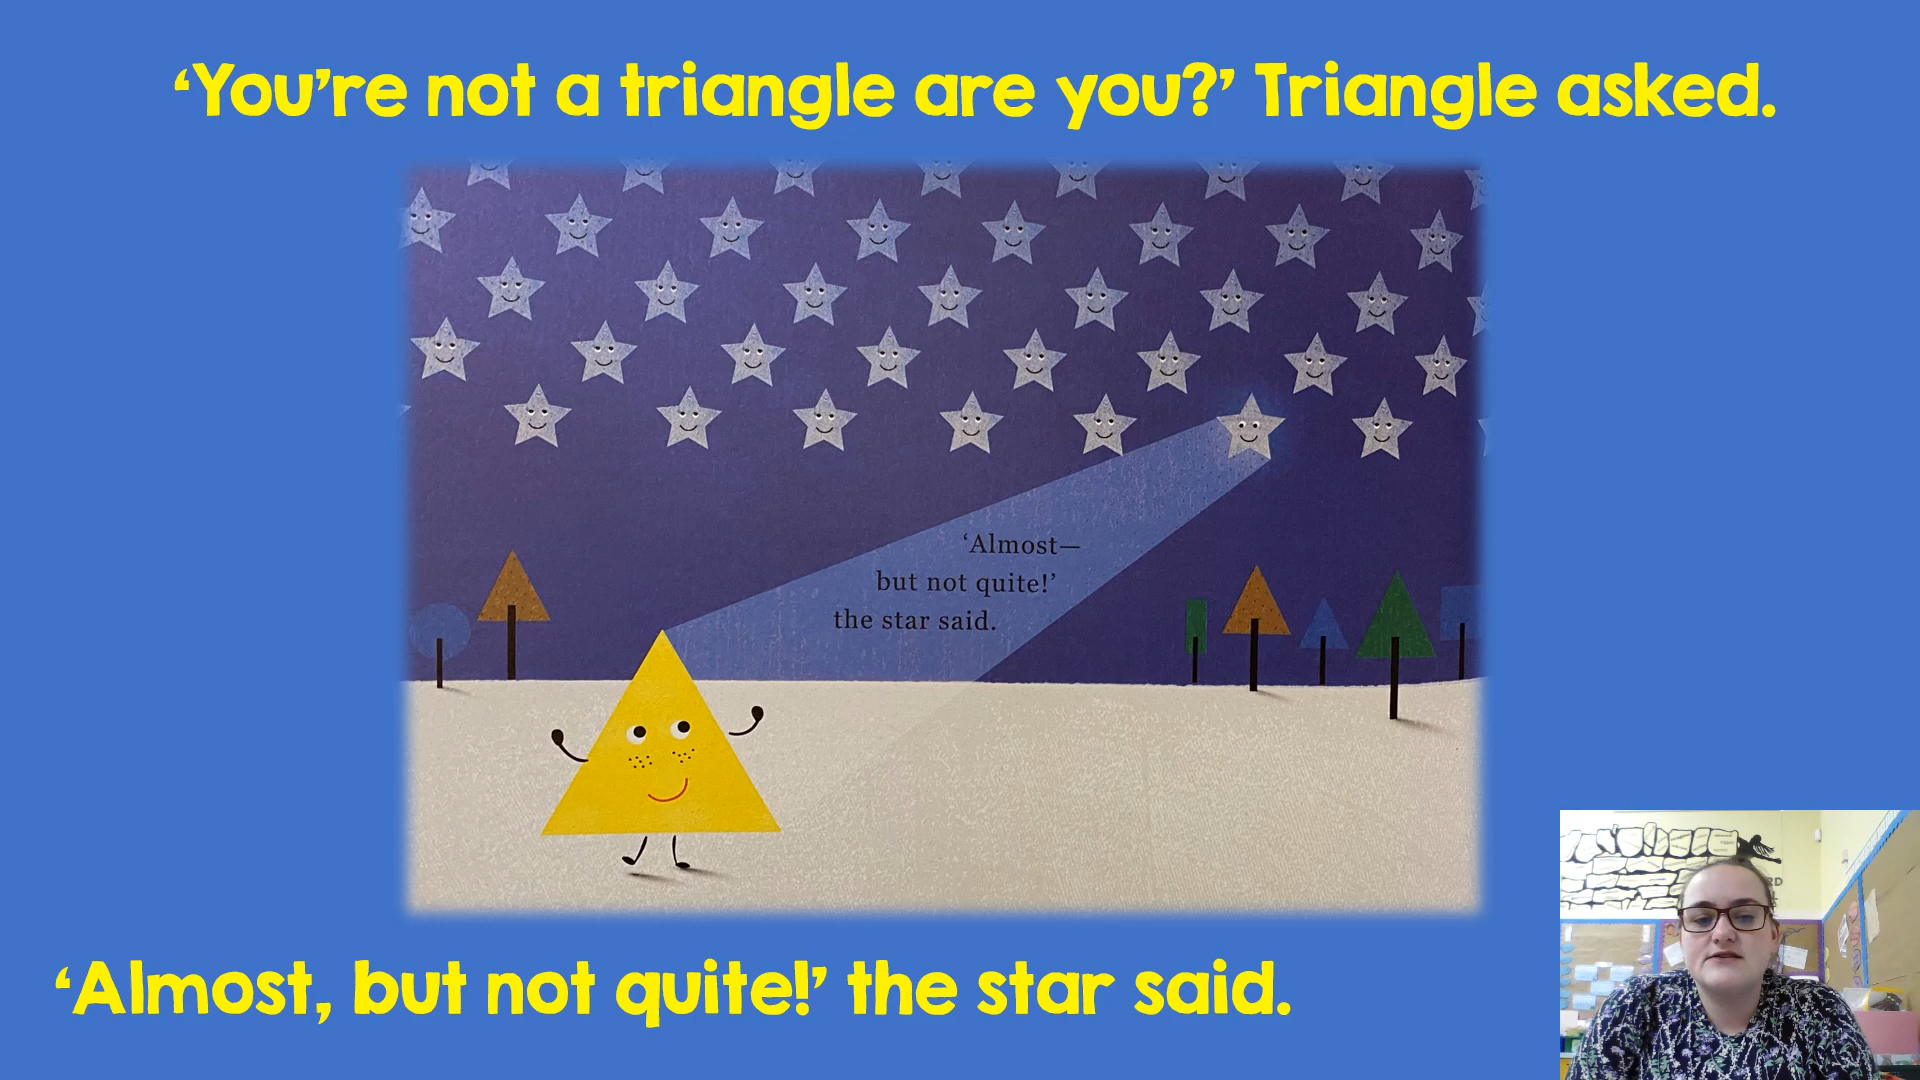 ‘You’re not a triangle are you?’ Triangle asked.
‘Almost—
but not quite!’
the star said.
‘Almost, but not quite!’ the star said.